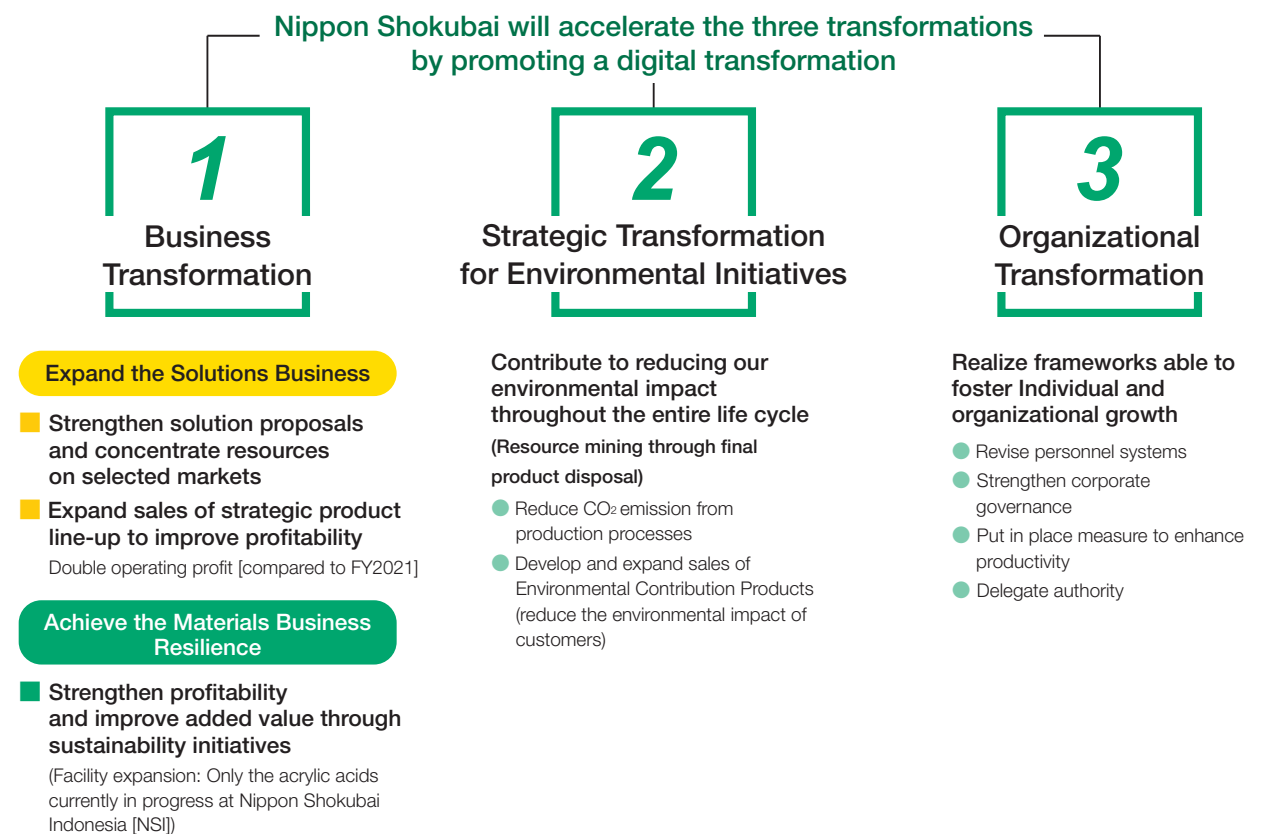 Nippon Shokubai will accelerate the three transformations
by promoting a digital transformation
1
Business
Transformation
Expand the Solutions Business
Strengthen solution proposals
and concentrate resources
on selected markets
Expand sales of strategic product
line-up to improve profitability
Double operating profit [compared to FY2021]
Achieve the Materials Business
Resilience
Strengthen profitability
and improve added value through
sustainability initiatives
(Facility expansion: Only the acrylic acids
currently in progress at Nippon Shokubai
Indonesia [NSI])
2
Strategic Transformation
for Environmental Initiatives
Contribute to reducing our
environmental impact
throughout the entire life cycle
(Resource mining through final
product disposal)
Reduce CO2 emission from
production processes
Develop and expand sales of
Environmental Contribution Products
(reduce the environmental impact of
customers)
3
Organizational
Transformation
Realize frameworks able to
foster Individual and
organizational growth
Revise personnel systems
Strengthen corporate
governance
Put in place measure to enhance
productivity
Delegate authority